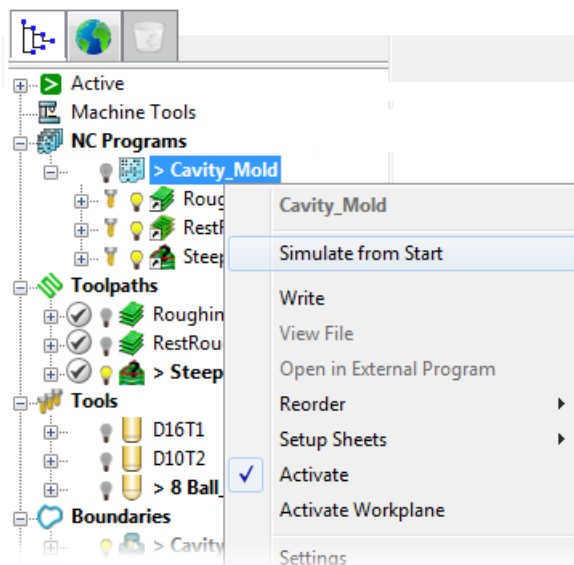 Active
Machine Tools
NC Programs
> Cavity_Mold
Roug
RestR
Steep
Toolpaths
Roughin
RestRou
> Steep
Tools
D16T1
D10T2
> 8 Ball_
Boundaries
> Cavity
Cavity_Mold
Simulate from Start
Write
View File
Open in External Program
Reorder
Setup Sheets
Activate
Activate Workplane
Settings